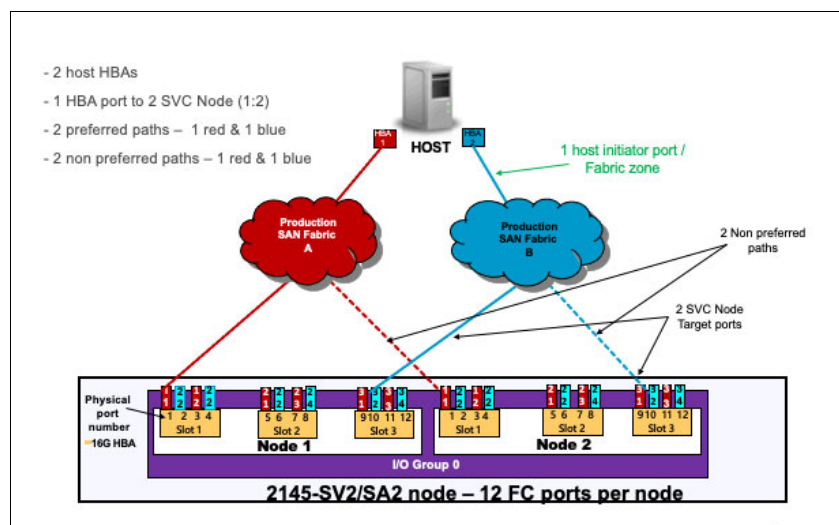 - 2 host HBAs
- 1 HBA port to 2 SVC Node (1:2)
- 2 preferred paths – 1 red & 1 blue
- 2 non preferred paths – 1 red & 1 blue
HBA
1
HOST
HBA
2
1 host initiator port /
Fabric zone
Production
SAN Fabric
A
Production
SAN Fabric
B
2 Non preferred
paths
2 SVC Node
Target ports
Physical
port
number
16G HBA
1 2 3 4
Slot 1
5 6 7 8
Slot 2
9 10 11 12
Slot 3
Node 1
1 2 3 4
Slot 1
5 6 7 8
Slot 2
9 10 11 12
Slot 3
Node 2
I/O Group 0
2145-SV2/SA2 node – 12 FC ports per node